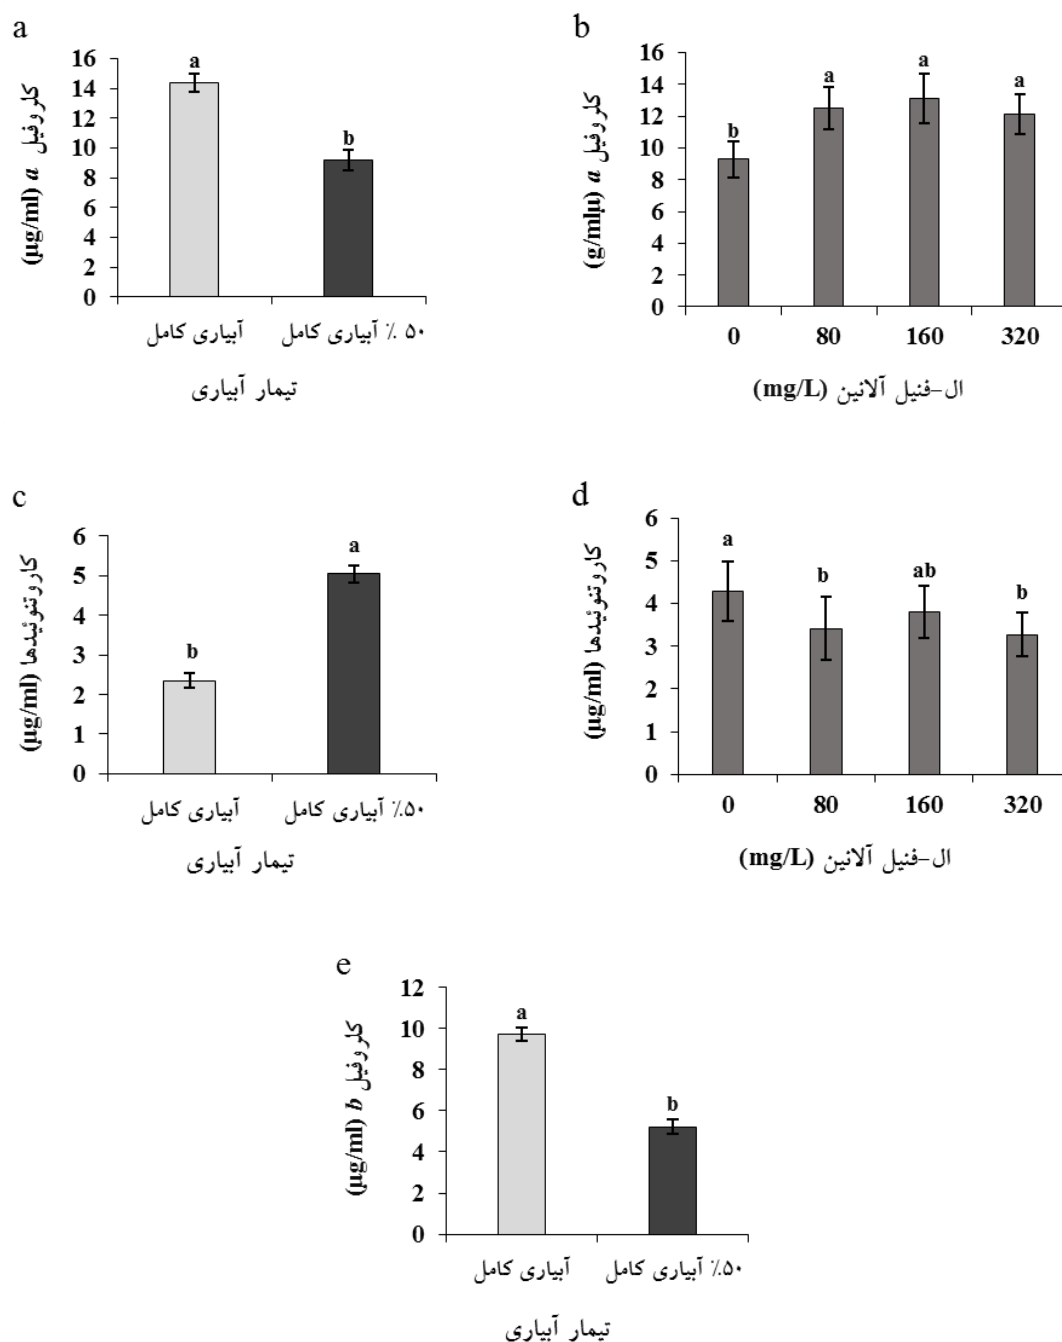 a
کلروفیل a (µg/ml)
16
14
12
10
8
6
4
2
0
a
b
آبیاری کامل
۵۰ ٪ آبیاری کامل
تیمار آبیاری
b
کلروفیل a (g/mlµ)
16
14
12
10
8
6
4
2
0
b
a
a
a
0
80
160
320
ال-فنیل آلانین (mg/L)
c
کاروتنوئیدها (µg/ml)
6
5
4
3
2
1
0
b
a
آبیاری کامل
۵۰٪ آبیاری کامل
تیمار آبیاری
d
کاروتنوئیدها (µg/ml)
6
5
4
3
2
1
0
a
b
ab
b
0
80
160
320
ال-فنیل آلانین (mg/L)
e
کلروفیل b (µg/ml)
12
10
8
6
4
2
0
a
b
آبیاری کامل
۵۰٪ آبیاری کامل
تیمار آبیاری